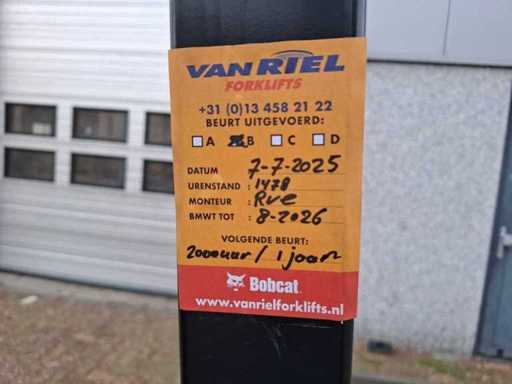 VAN RIEL
FORKLIFTS
+31 (0)13 458 21 22
BEURT UITGEVOERD:
A B C D
DATUM 7-7-2025
URENSTAND : 1478
MONTEUR : Rve
BMWT TOT : 8-2026
VOLGENDE BEURT:
2000uur / 1 jaar
Bobcat
www.vanrielforklifts.nl